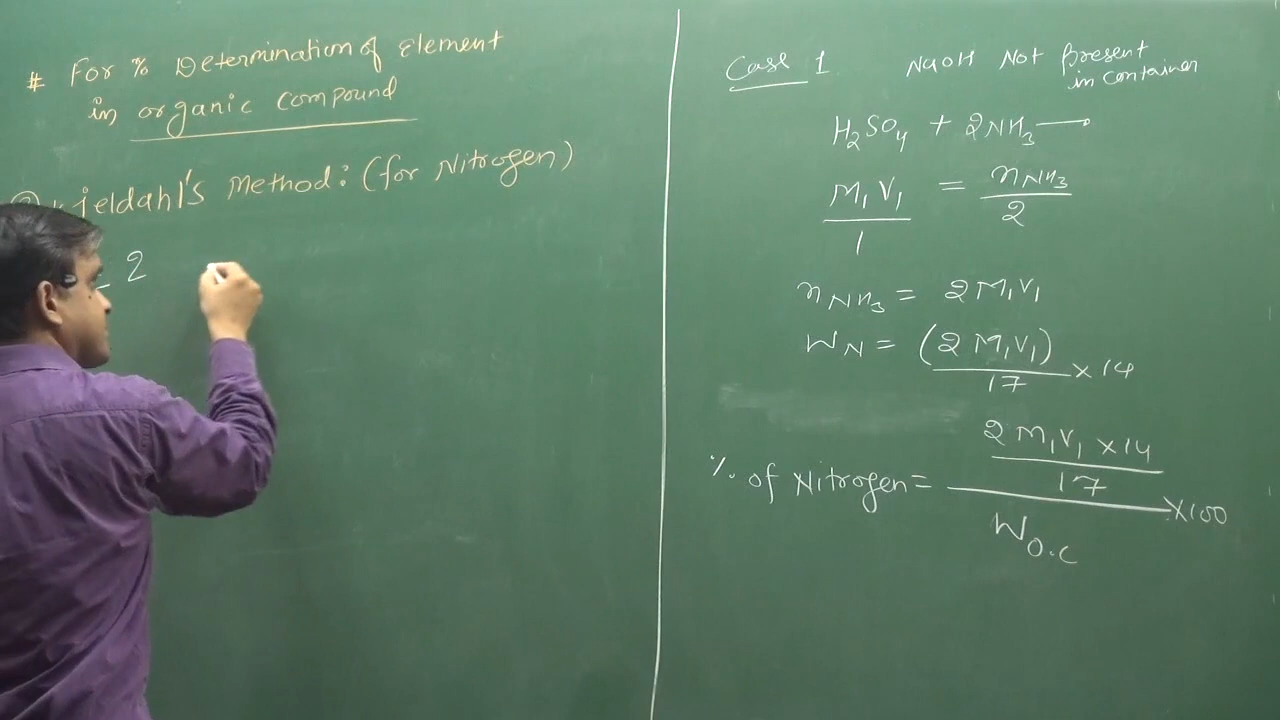 # For % Determination of Element
in organic compound
jeldahl's Method: (for Nitrogen)
2
Case 1 NaOH Not Present
in container
H₂SO₄ + 2NH₃ ⟶
M₁V₁/1 = nNH₃/2
nNH₃ = 2M₁V₁
WN = (2M₁V₁)/17 × 14
% of Nitrogen = (2M₁V₁ × 14/17)/W₀.C × 100